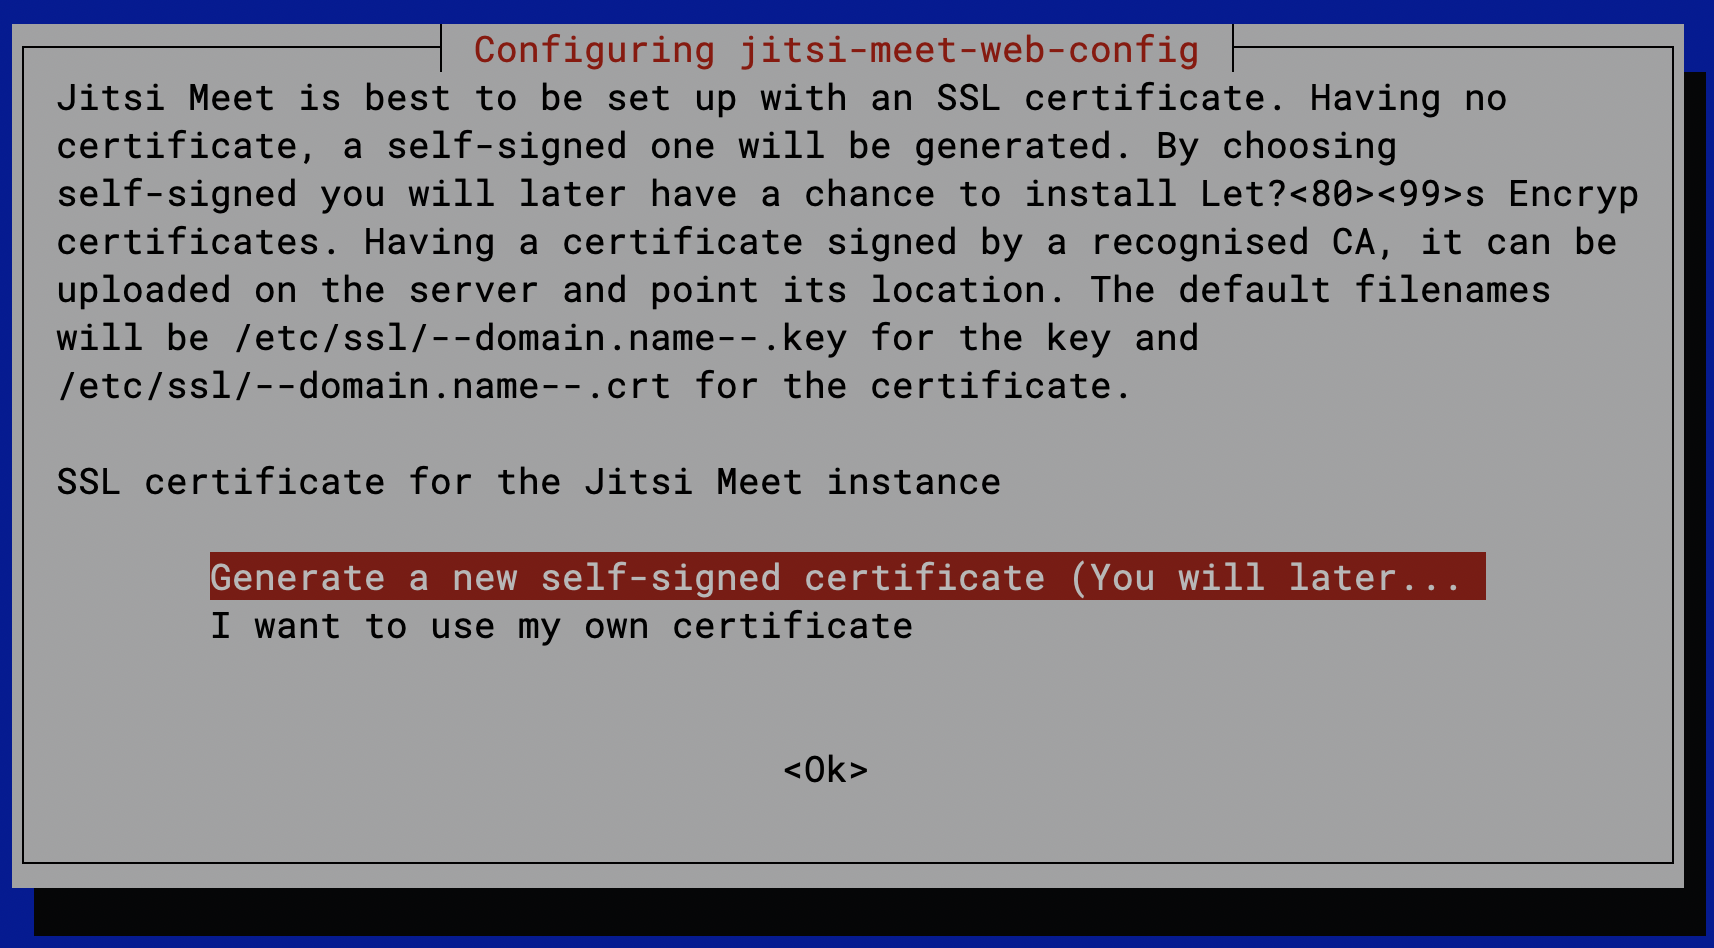 Configuring jitsi-meet-web-config
Jitsi Meet is best to be set up with an SSL certificate. Having no
certificate, a self-signed one will be generated. By choosing
self-signed you will later have a chance to install Let?<80><99>s Encryp
certificates. Having a certificate signed by a recognised CA, it can be
uploaded on the server and point its location. The default filenames
will be /etc/ssl/--domain.name--.key for the key and
/etc/ssl/--domain.name--.crt for the certificate.
SSL certificate for the Jitsi Meet instance
Generate a new self-signed certificate (You will later...
I want to use my own certificate
<Ok>